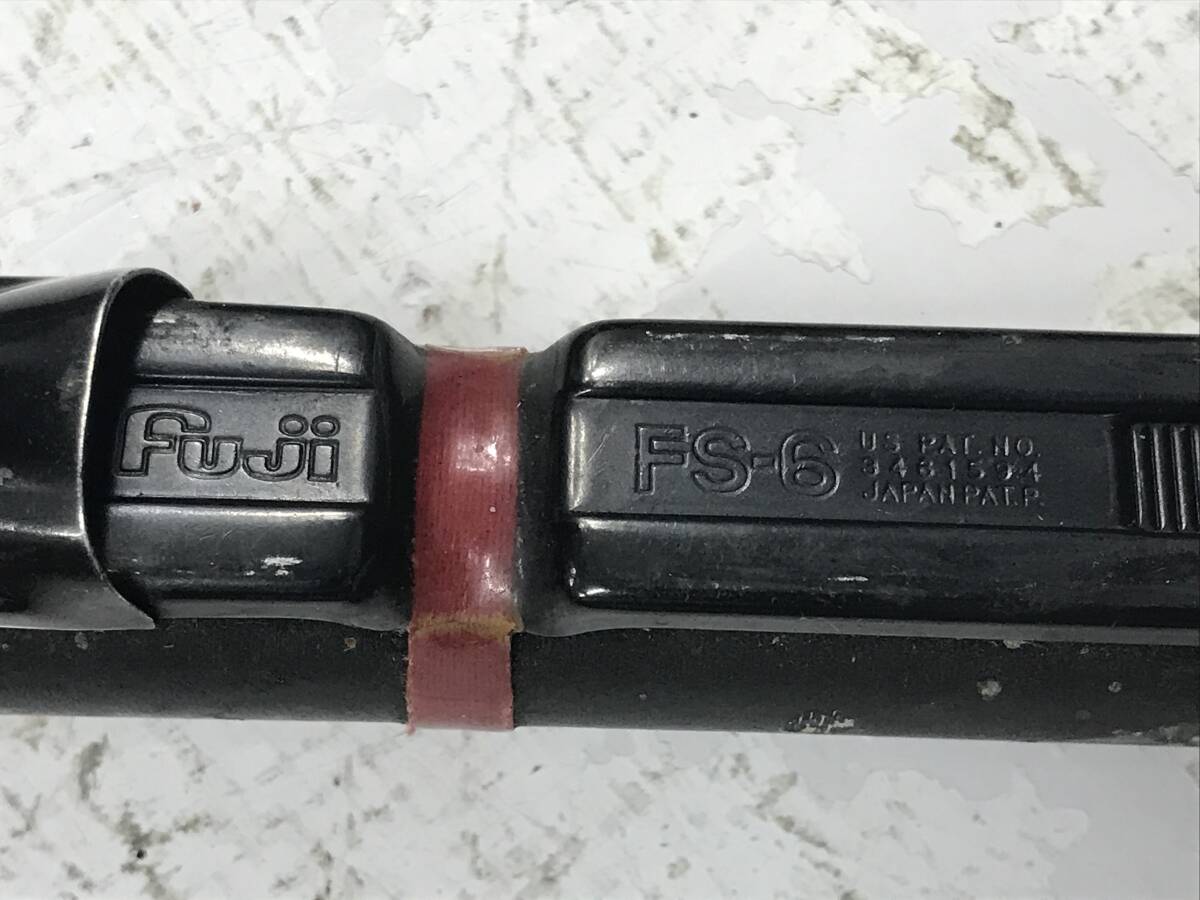 Fuji
FS-6
US PAT. NO.
3461594
JAPAN PAT. P.